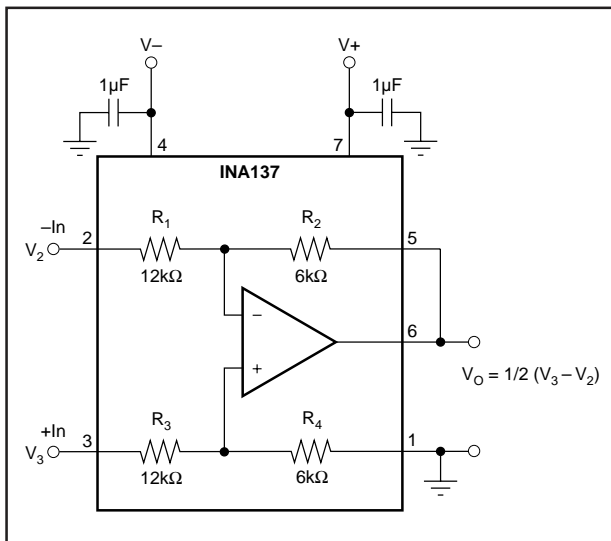 V– V+
1µF 1µF
4 7
INA137
–In
V2 2 R1 R2 5
12kΩ 6kΩ
–
6
+
VO = 1/2 (V3 – V2)
+In
V3 3 R3 R4 1
12kΩ 6kΩ